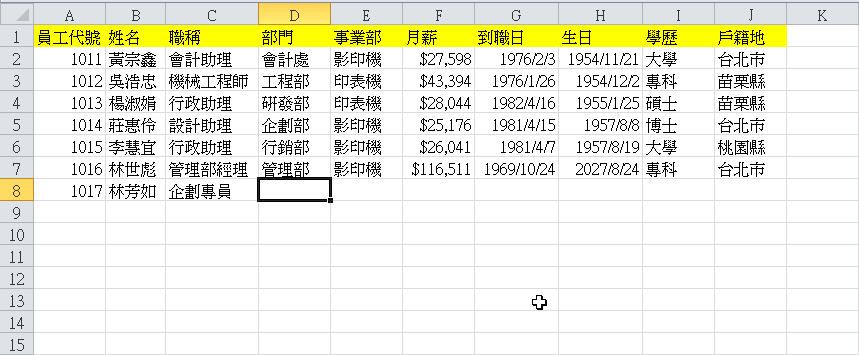 A B C D E F G H I J K
1 員工代號 姓名 職稱 部門 事業部 月薪 到職日 生日 學歷 戶籍地
2 1011 黃宗鑫 會計助理 會計處 影印機 $27,598 1976/2/3 1954/11/21 大學 台北市
3 1012 吳浩忠 機械工程師 工程部 印表機 $43,394 1976/1/26 1954/12/2 專科 苗栗縣
4 1013 楊淑娟 行政助理 研發部 印表機 $28,044 1982/4/16 1955/1/25 碩士 苗栗縣
5 1014 莊惠伶 設計助理 企劃部 影印機 $25,176 1981/4/15 1957/8/8 博士 台北市
6 1015 李慧宜 行政助理 行銷部 影印機 $26,041 1981/4/7 1957/8/19 大學 桃園縣
7 1016 林世彪 管理部經理 管理部 影印機 $116,511 1969/10/24 2027/8/24 專科 台北市
8 1017 林芳如 企劃專員
9
10
11
12
13
14
15